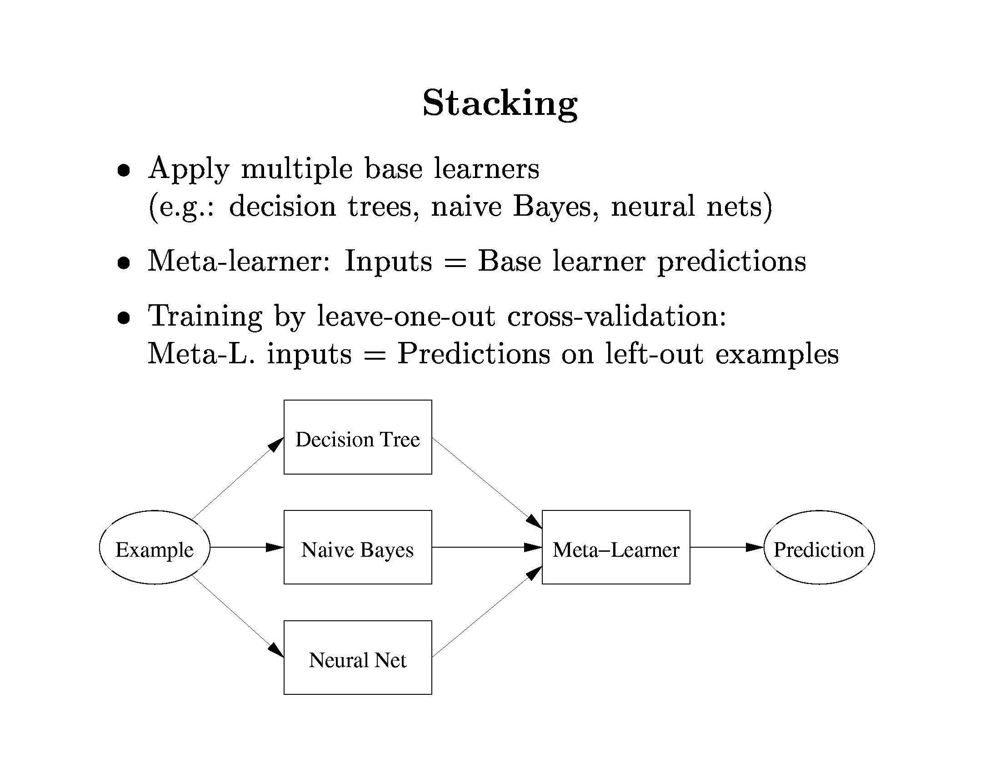 Stacking
• Apply multiple base learners
(e.g.: decision trees, naive Bayes, neural nets)
• Meta-learner: Inputs = Base learner predictions
• Training by leave-one-out cross-validation:
Meta-L. inputs = Predictions on left-out examples
Decision Tree
Example
Naive Bayes
Meta–Learner
Prediction
Neural Net